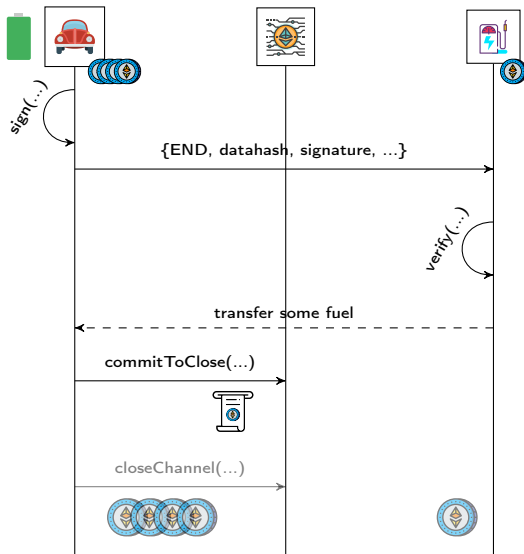 sign(...)
{END, datahash, signature, ...}
verify(...)
transfer some fuel
commitToClose(...)
closeChannel(...)